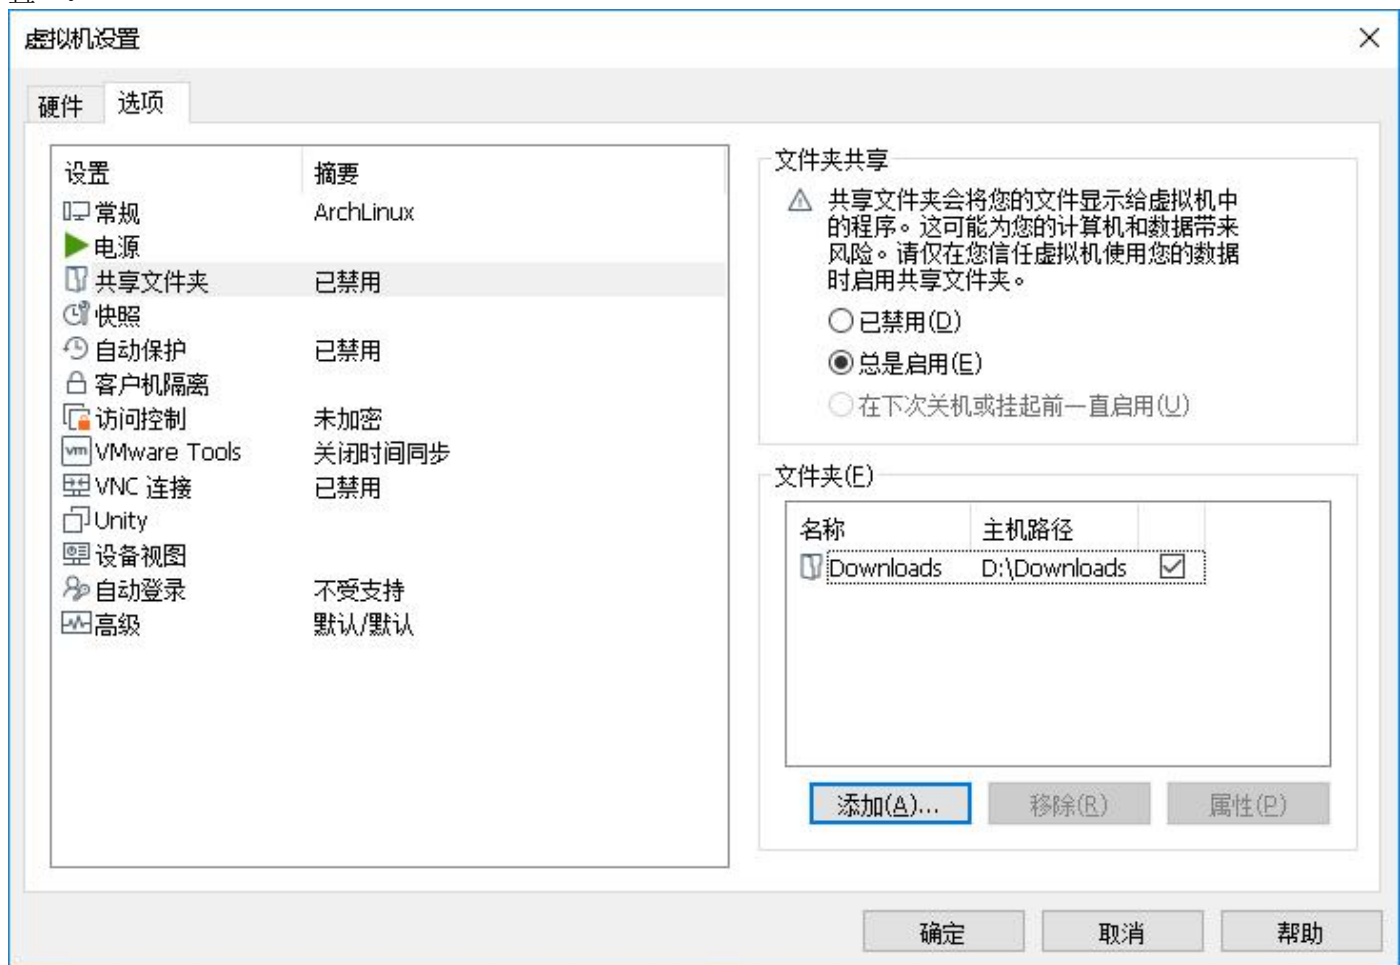 虚拟机设置
硬件 选项
设置 摘要
常规 ArchLinux
电源
共享文件夹 已禁用
快照
自动保护 已禁用
客户机隔离
访问控制 未加密
vm VMware Tools 关闭时间同步
VNC 连接 已禁用
Unity
设备视图
自动登录 不受支持
高级 默认/默认
文件夹共享
共享文件夹会将您的文件显示给虚拟机中
的程序。这可能为您的计算机和数据带来
风险。请仅在您信任虚拟机使用您的数据
时启用共享文件夹。
已禁用(D)
总是启用(E)
在下次关机或挂起前一直启用(U)
文件夹(F)
名称 主机路径
Downloads D:\Downloads
添加(A)... 移除(R) 属性(P)
确定 取消 帮助